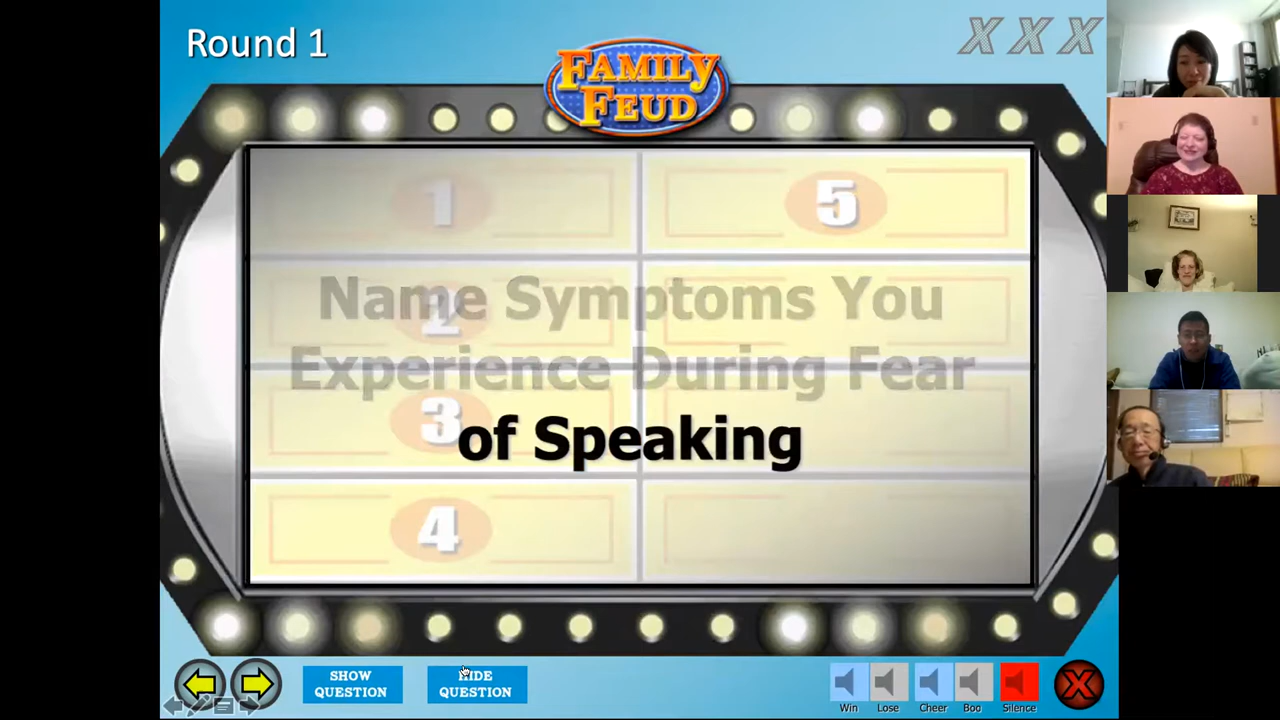 Round 1
X X X
FAMILY
FEUD
1
5
Name Symptoms You
2
Experience During Fear
3
of Speaking
4
SHOW
QUESTION
HIDE
QUESTION
Win
Lose
Cheer
Boo
Silence
X